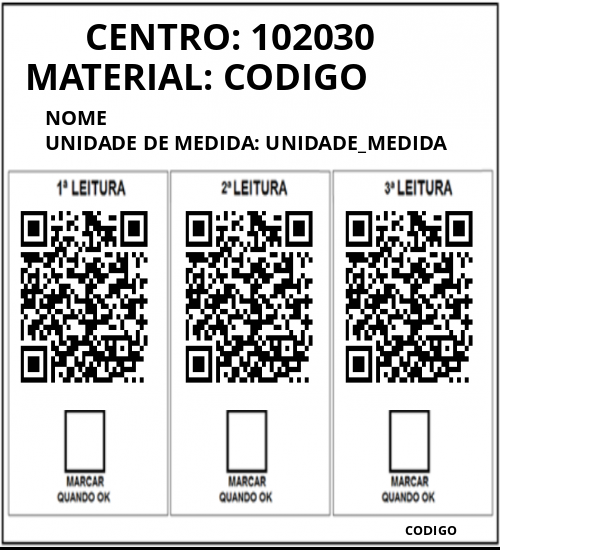 CENTRO: 102030
MATERIAL: CODIGO
NOME
UNIDADE DE MEDIDA: UNIDADE_MEDIDA
1ª LEITURA
2ª LEITURA
3ª LEITURA
MARCAR
QUANDO OK
MARCAR
QUANDO OK
MARCAR
QUANDO OK
CODIGO